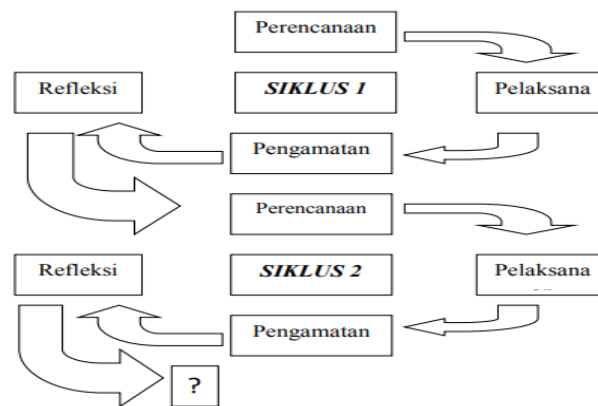 Perencanaan
Refleksi
SIKLUS 1
Pelaksana
Pengamatan
Perencanaan
Refleksi
SIKLUS 2
Pelaksana
Pengamatan
?